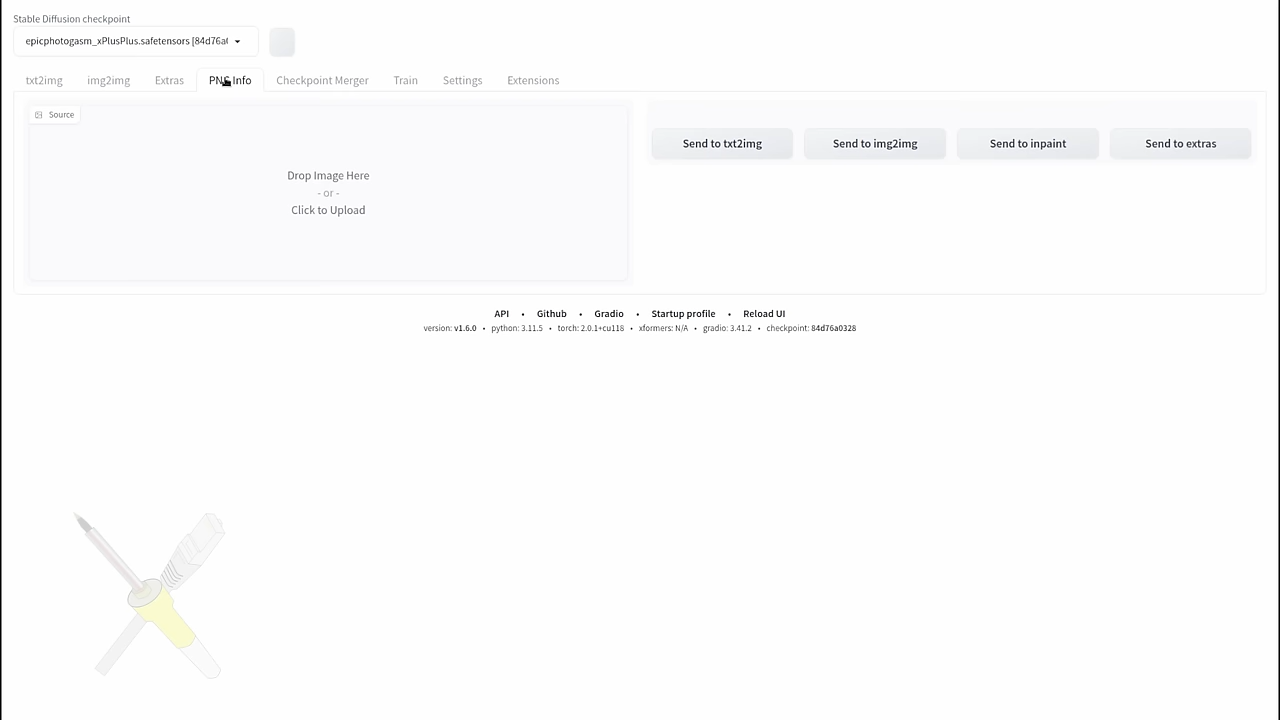 Stable Diffusion checkpoint
epicphotogasm_xPlusPlus.safetensors [84d76a
txt2img img2img Extras PNG Info Checkpoint Merger Train Settings Extensions
Source
Drop Image Here
- or -
Click to Upload
Send to txt2img Send to img2img Send to inpaint Send to extras
API • Github • Gradio • Startup profile • Reload UI
version: v1.6.0 • python: 3.11.5 • torch: 2.0.1+cu118 • xformers: N/A • gradio: 3.41.2 • checkpoint: 84d76a0328